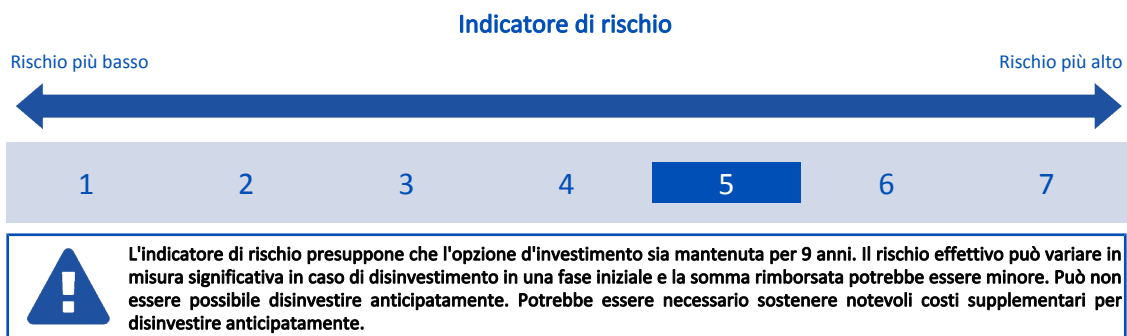 Indicatore di rischio
Rischio più basso
Rischio più alto
1 2 3 4 5 6 7
L'indicatore di rischio presuppone che l'opzione d'investimento sia mantenuta per 9 anni. Il rischio effettivo può variare in
misura significativa in caso di disinvestimento in una fase iniziale e la somma rimborsata potrebbe essere minore. Può non
essere possibile disinvestire anticipatamente. Potrebbe essere necessario sostenere notevoli costi supplementari per
disinvestire anticipatamente.